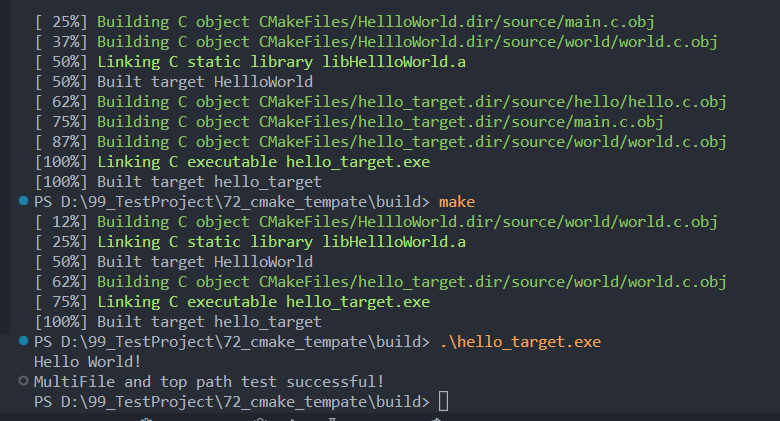 [ 25%] Building C object CMakeFiles/HellloWorld.dir/source/main.c.obj
[ 37%] Building C object CMakeFiles/HellloWorld.dir/source/world/world.c.obj
[ 50%] Linking C static library libHellloWorld.a
[ 50%] Built target HellloWorld
[ 62%] Building C object CMakeFiles/hello_target.dir/source/hello/hello.c.obj
[ 75%] Building C object CMakeFiles/hello_target.dir/source/main.c.obj
[ 87%] Building C object CMakeFiles/hello_target.dir/source/world/world.c.obj
[100%] Linking C executable hello_target.exe
[100%] Built target hello_target
PS D:\99_TestProject\72_cmake_tempate\build> make
[ 12%] Building C object CMakeFiles/HellloWorld.dir/source/world/world.c.obj
[ 25%] Linking C static library libHellloWorld.a
[ 50%] Built target HellloWorld
[ 62%] Building C object CMakeFiles/hello_target.dir/source/world/world.c.obj
[ 75%] Linking C executable hello_target.exe
[100%] Built target hello_target
PS D:\99_TestProject\72_cmake_tempate\build> .\hello_target.exe
Hello World!
MultiFile and top path test successful!
PS D:\99_TestProject\72_cmake_tempate\build>